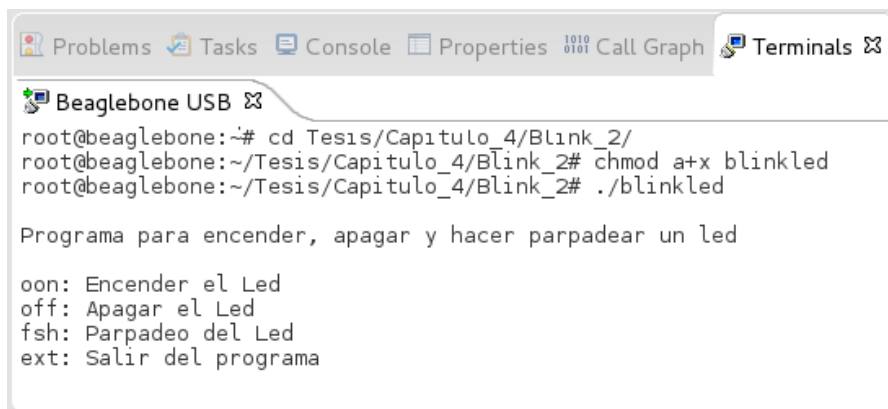 Problems Tasks Console Properties Call Graph Terminals
Beaglebone USB
root@beaglebone:~# cd Tesis/Capitulo_4/Blink_2/
root@beaglebone:~/Tesis/Capitulo_4/Blink_2# chmod a+x blinkled
root@beaglebone:~/Tesis/Capitulo_4/Blink_2# ./blinkled
Programa para encender, apagar y hacer parpadear un led
oon: Encender el Led
off: Apagar el Led
fsh: Parpadeo del Led
ext: Salir del programa